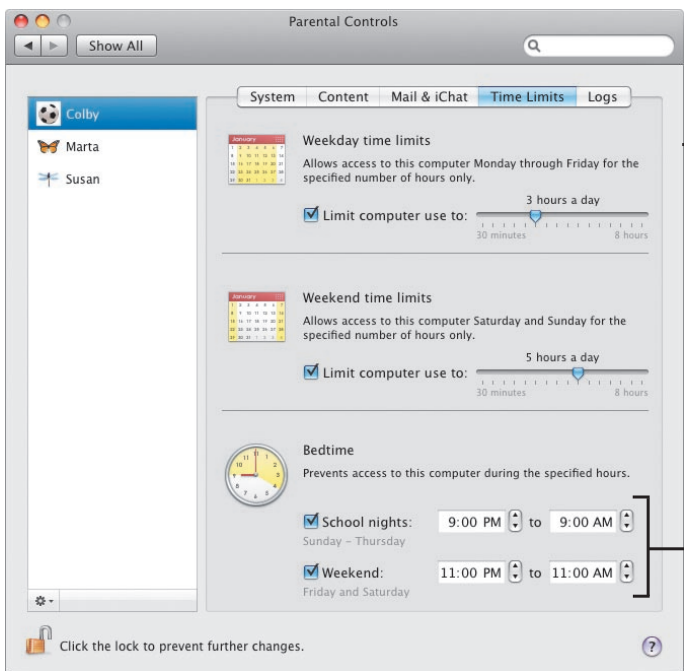 Parental Controls
Show All
System Content Mail & iChat Time Limits Logs
Colby
Marta
Susan
Weekday time limits
Allows access to this computer Monday through Friday for the
specified number of hours only.
3 hours a day
Limit computer use to:
30 minutes 8 hours
Weekend time limits
Allows access to this computer Saturday and Sunday for the
specified number of hours only.
5 hours a day
Limit computer use to:
30 minutes 8 hours
Bedtime
Prevents access to this computer during the specified hours.
School nights: 9:00 PM to 9:00 AM
Sunday – Thursday
Weekend: 11:00 PM to 11:00 AM
Friday and Saturday
Click the lock to prevent further changes.
?